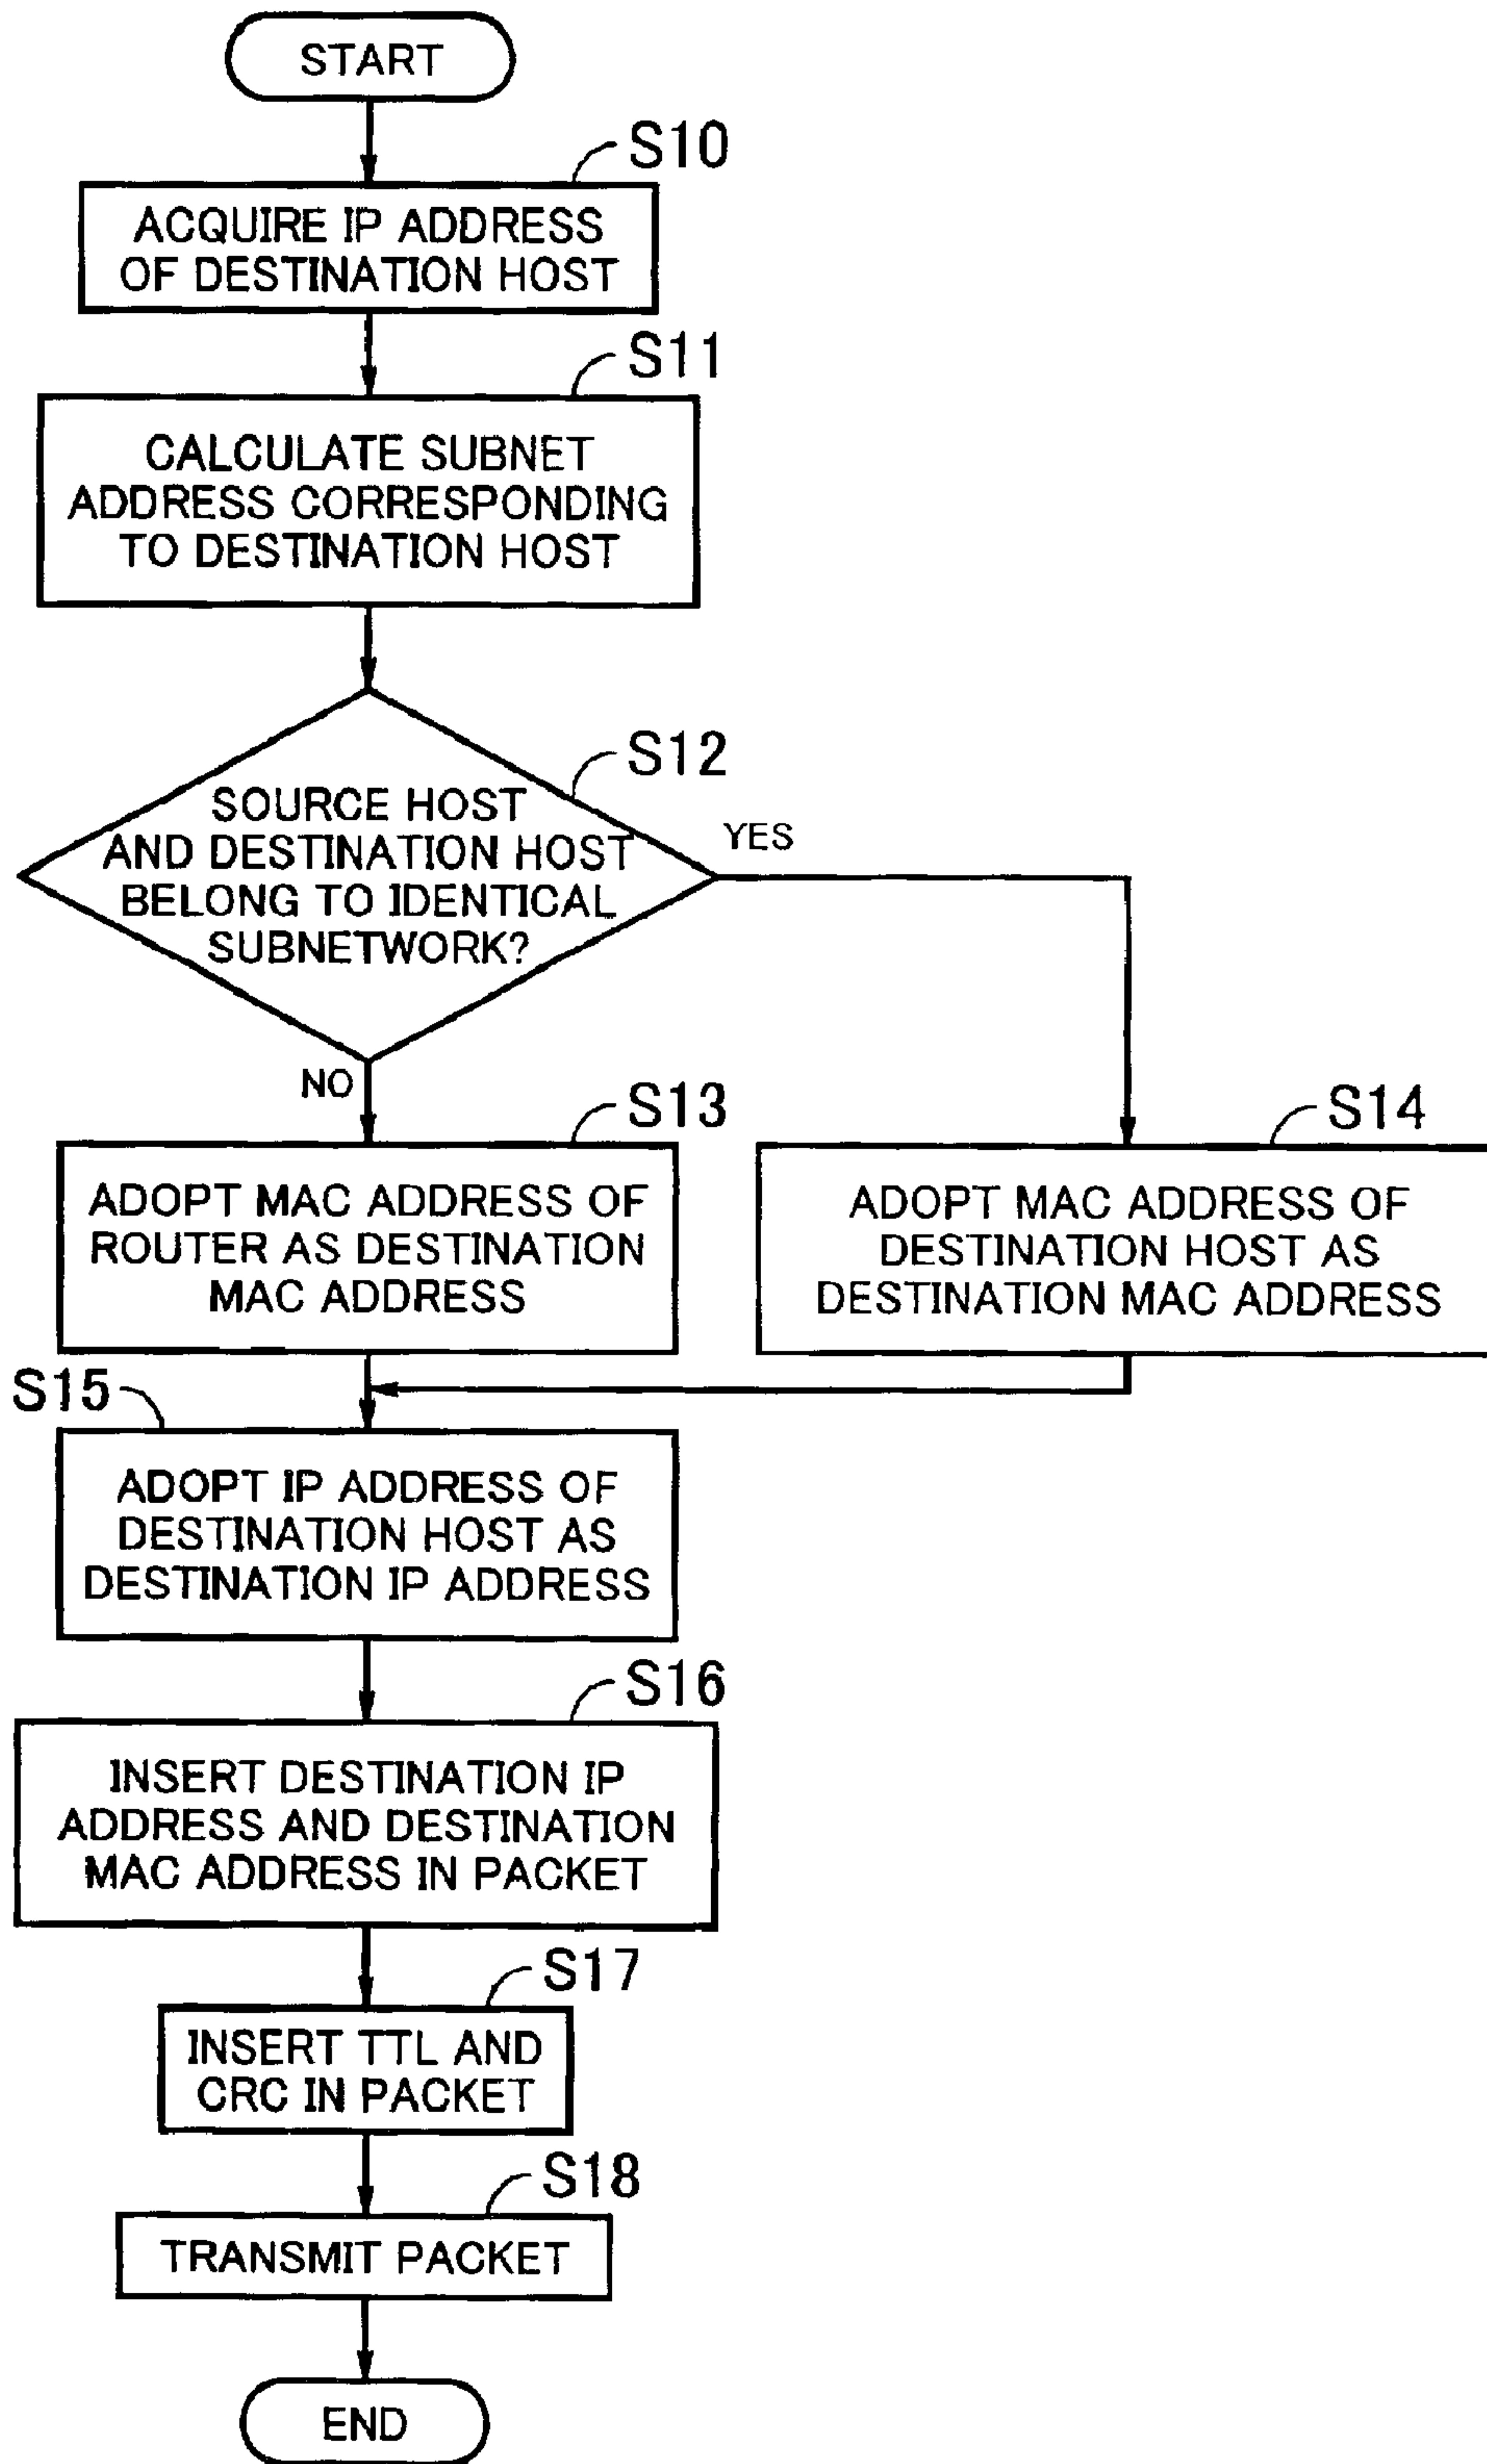 START
S10
ACQUIRE IP ADDRESS
OF DESTINATION HOST
S11
CALCULATE SUBNET
ADDRESS CORRESPONDING
TO DESTINATION HOST
S12
SOURCE HOST
AND DESTINATION HOST
BELONG TO IDENTICAL
SUBNETWORK?
YES
NO
S13
ADOPT MAC ADDRESS OF
ROUTER AS DESTINATION
MAC ADDRESS
S14
ADOPT MAC ADDRESS OF
DESTINATION HOST AS
DESTINATION MAC ADDRESS
S15
ADOPT IP ADDRESS OF
DESTINATION HOST AS
DESTINATION IP ADDRESS
S16
INSERT DESTINATION IP
ADDRESS AND DESTINATION
MAC ADDRESS IN PACKET
S17
INSERT TTL AND
CRC IN PACKET
S18
TRANSMIT PACKET
END